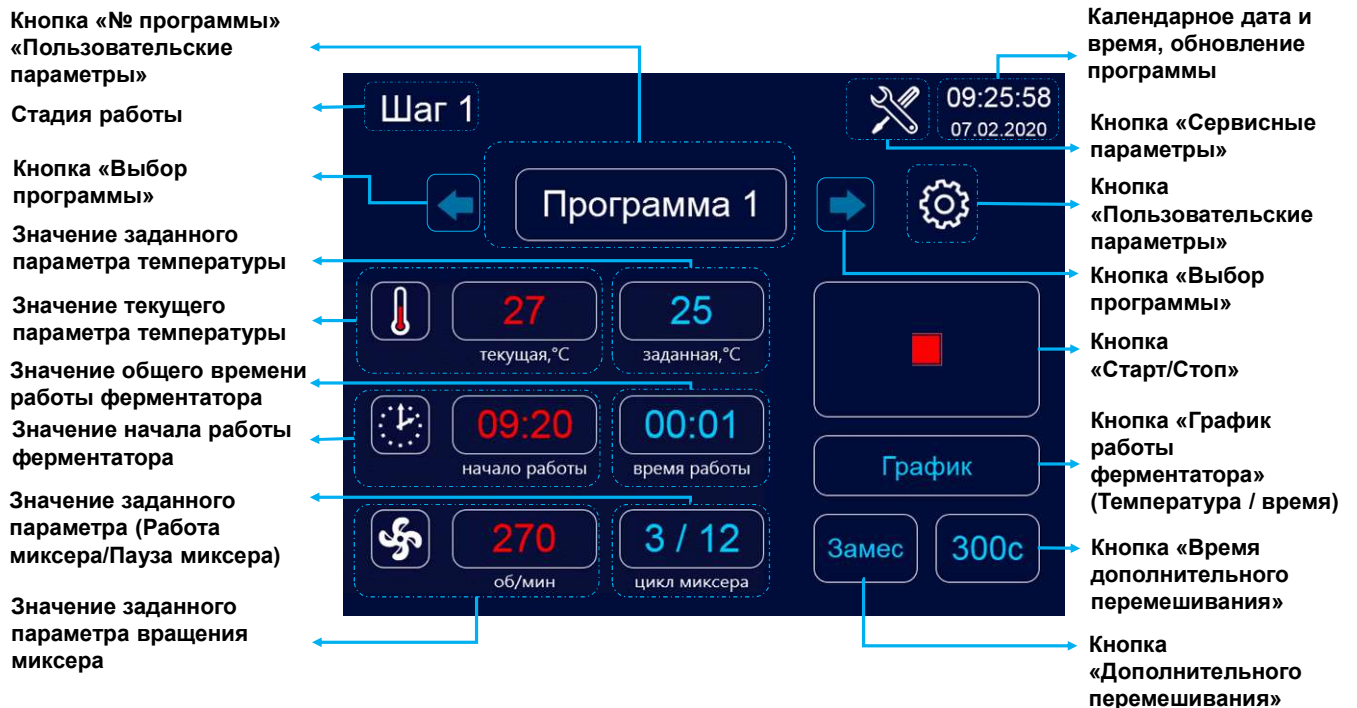 Кнопка «№ программы»
«Пользовательские
параметры»
Стадия работы
Кнопка «Выбор
программы»
Значение заданного
параметра температуры
Значение текущего
параметра температуры
Значение общего времени
работы ферментатора
Значение начала работы
ферментатора
Значение заданного
параметра (Работа
миксера/Пауза миксера)
Значение заданного
параметра вращения
миксера
Шаг 1
09:25:58
07.02.2020
Программа 1
27
25
текущая,°C
заданная,°C
09:20
00:01
начало работы
время работы
График
270
3 / 12
об/мин
цикл миксера
Замес
300с
Календарное дата и
время, обновление
программы
Кнопка «Сервисные
параметры»
Кнопка
«Пользовательские
параметры»
Кнопка «Выбор
программы»
Кнопка
«Старт/Стоп»
Кнопка «График
работы
ферментатора»
(Температура / время)
Кнопка «Время
дополнительного
перемешивания»
Кнопка
«Дополнительного
перемешивания»